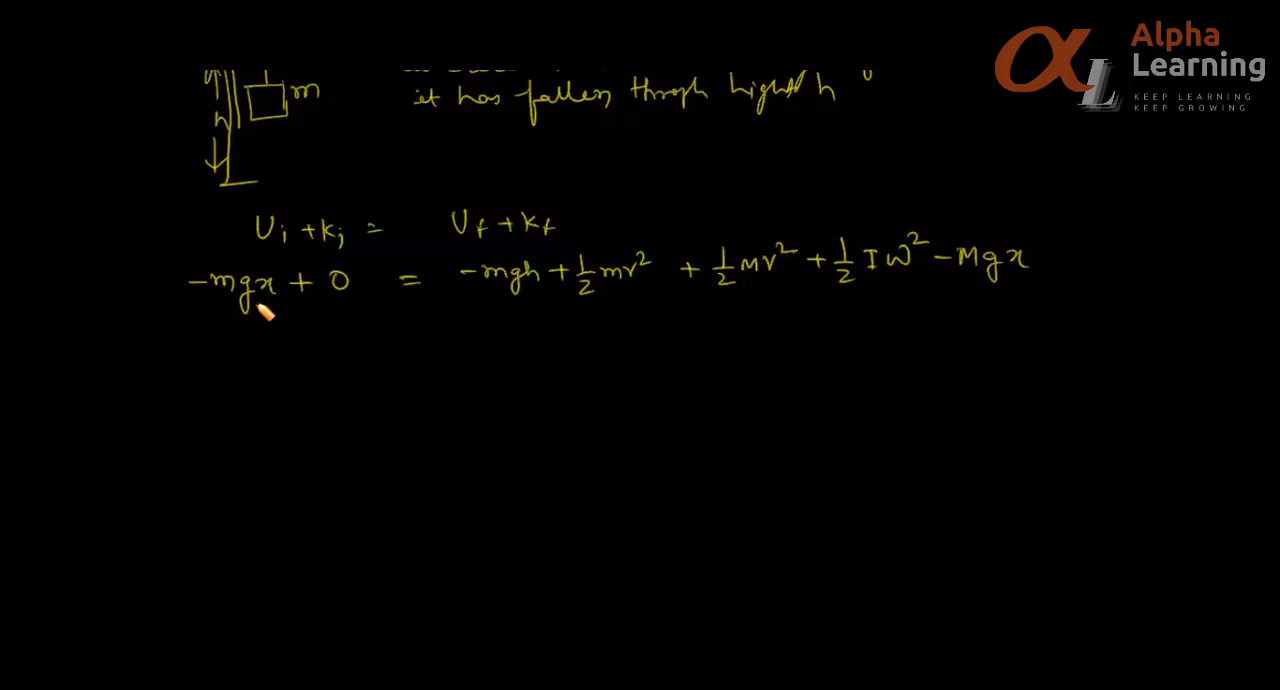 Alpha
Learning
KEEP LEARNING
KEEP GROWING
m
it has fallen through h
h
Ui + Ki = Uf + Kf
-mgx + 0 = -mgh + 1/2 mv² + 1/2 Mv² + 1/2 Iω² - Mgx